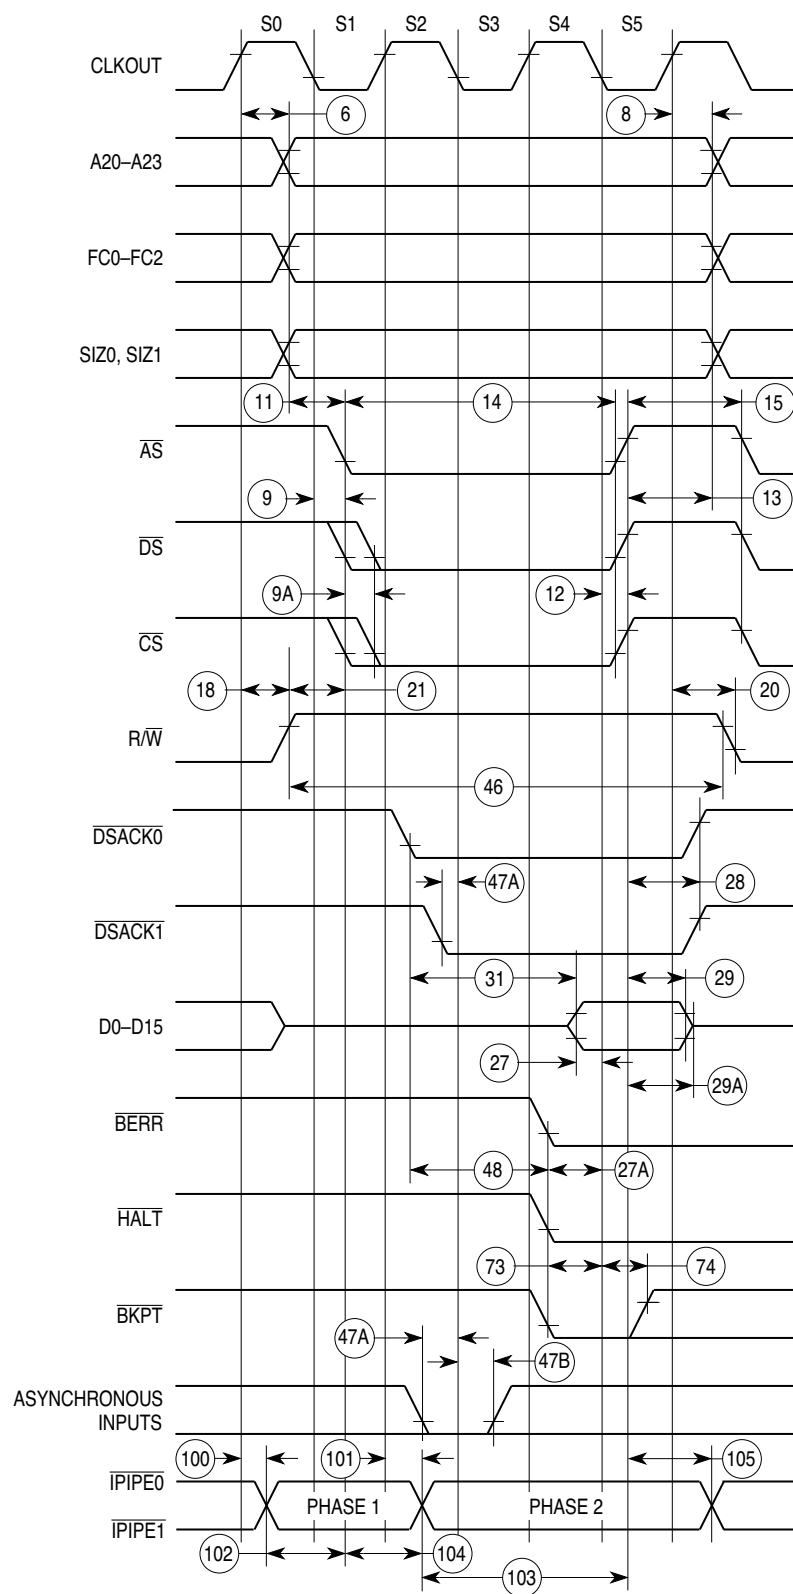 S0 S1 S2 S3 S4 S5
CLKOUT
6 8
A20–A23
FC0–FC2
SIZ0, SIZ1
11 14 15
AS
9 13
DS
9A 12
CS
18 21 20
R/W
46
DSACK0
47A 28
DSACK1
31 29
D0–D15
27 29A
BERR
48 27A
HALT
73 74
BKPT
47A 47B
ASYNCHRONOUS
INPUTS
100 101 105
IPIPE0
PHASE 1 PHASE 2
IPIPE1
102 104 103